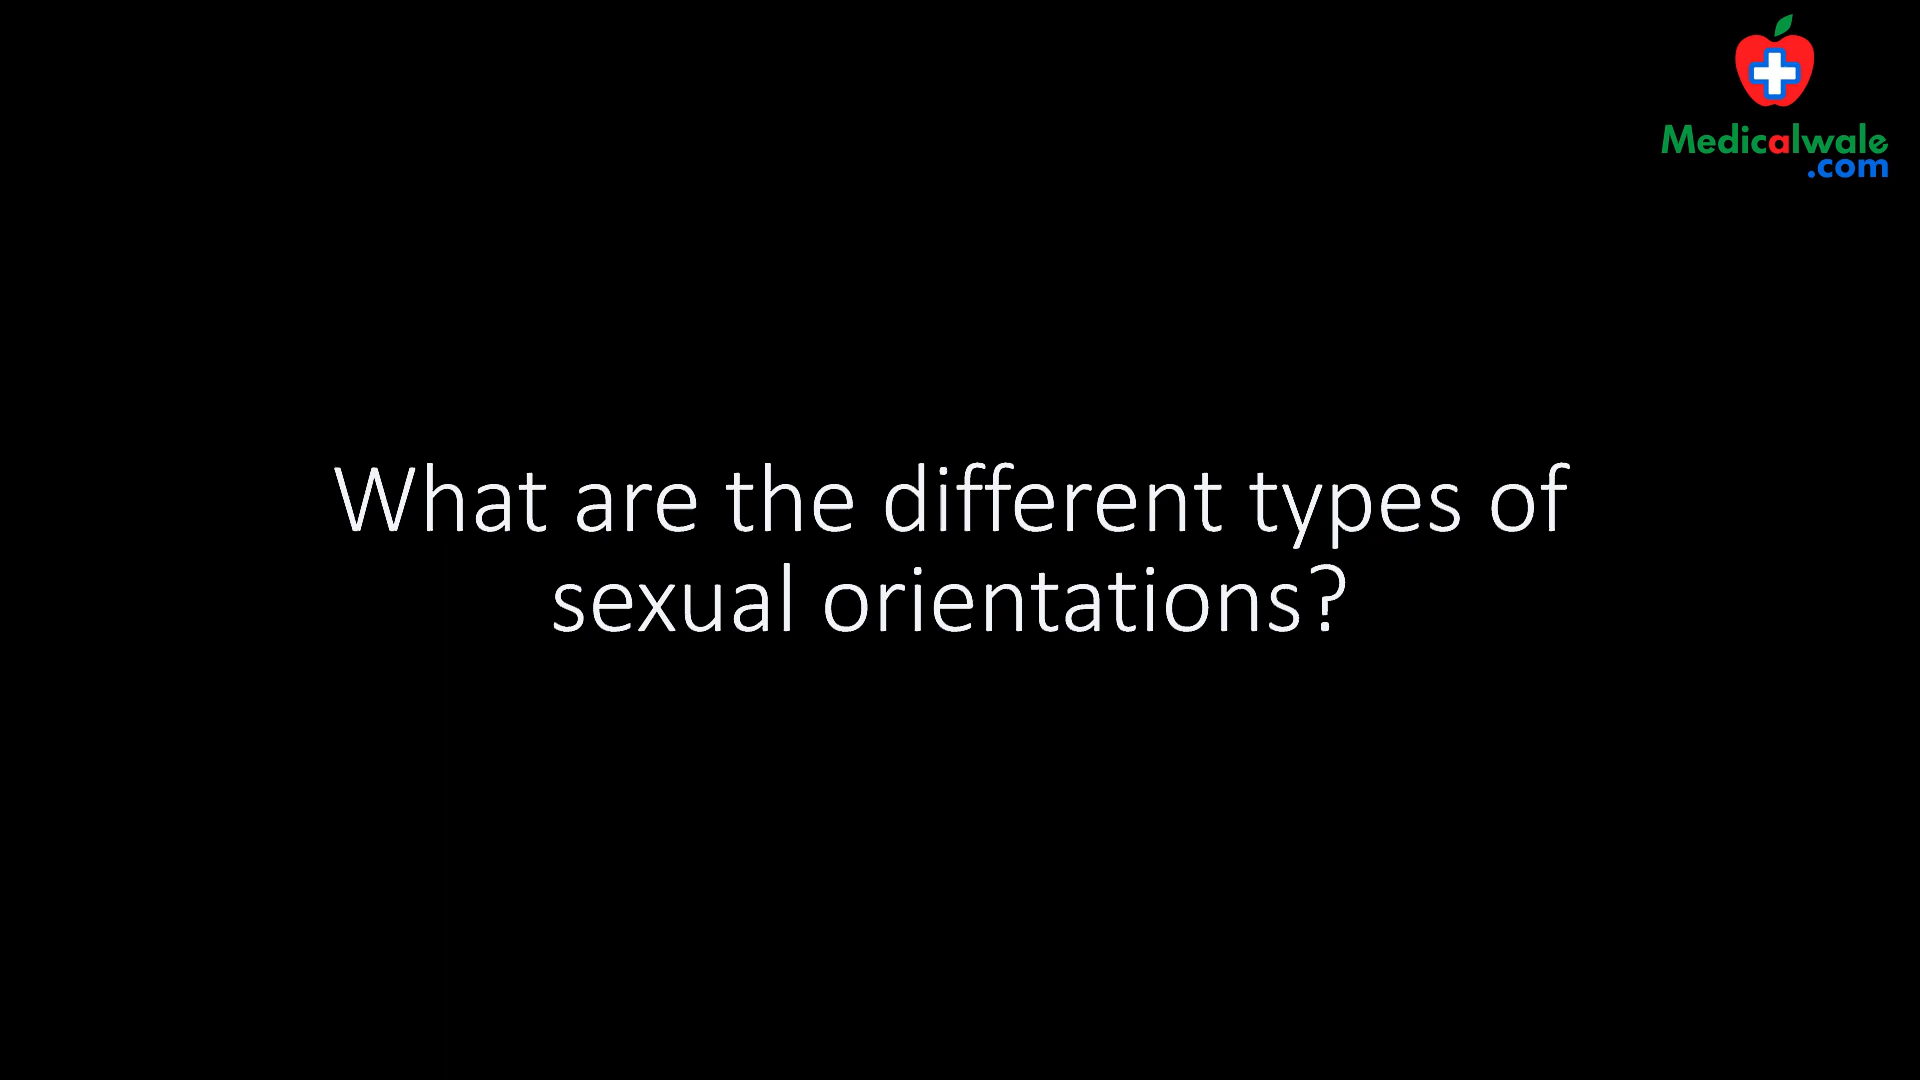 Medicalwale
.com
What are the different types of
sexual orientations?